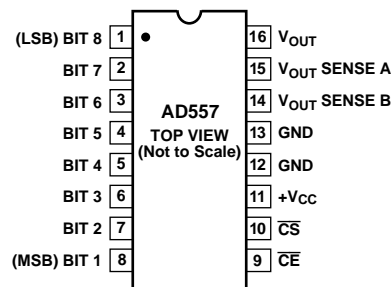 (LSB) BIT 8 1
BIT 7 2
BIT 6 3
BIT 5 4
BIT 4 5
BIT 3 6
BIT 2 7
(MSB) BIT 1 8
AD557
TOP VIEW
(Not to Scale)
16 VOUT
15 VOUT SENSE A
14 VOUT SENSE B
13 GND
12 GND
11 +VCC
10 C̅S̅
9 C̅E̅